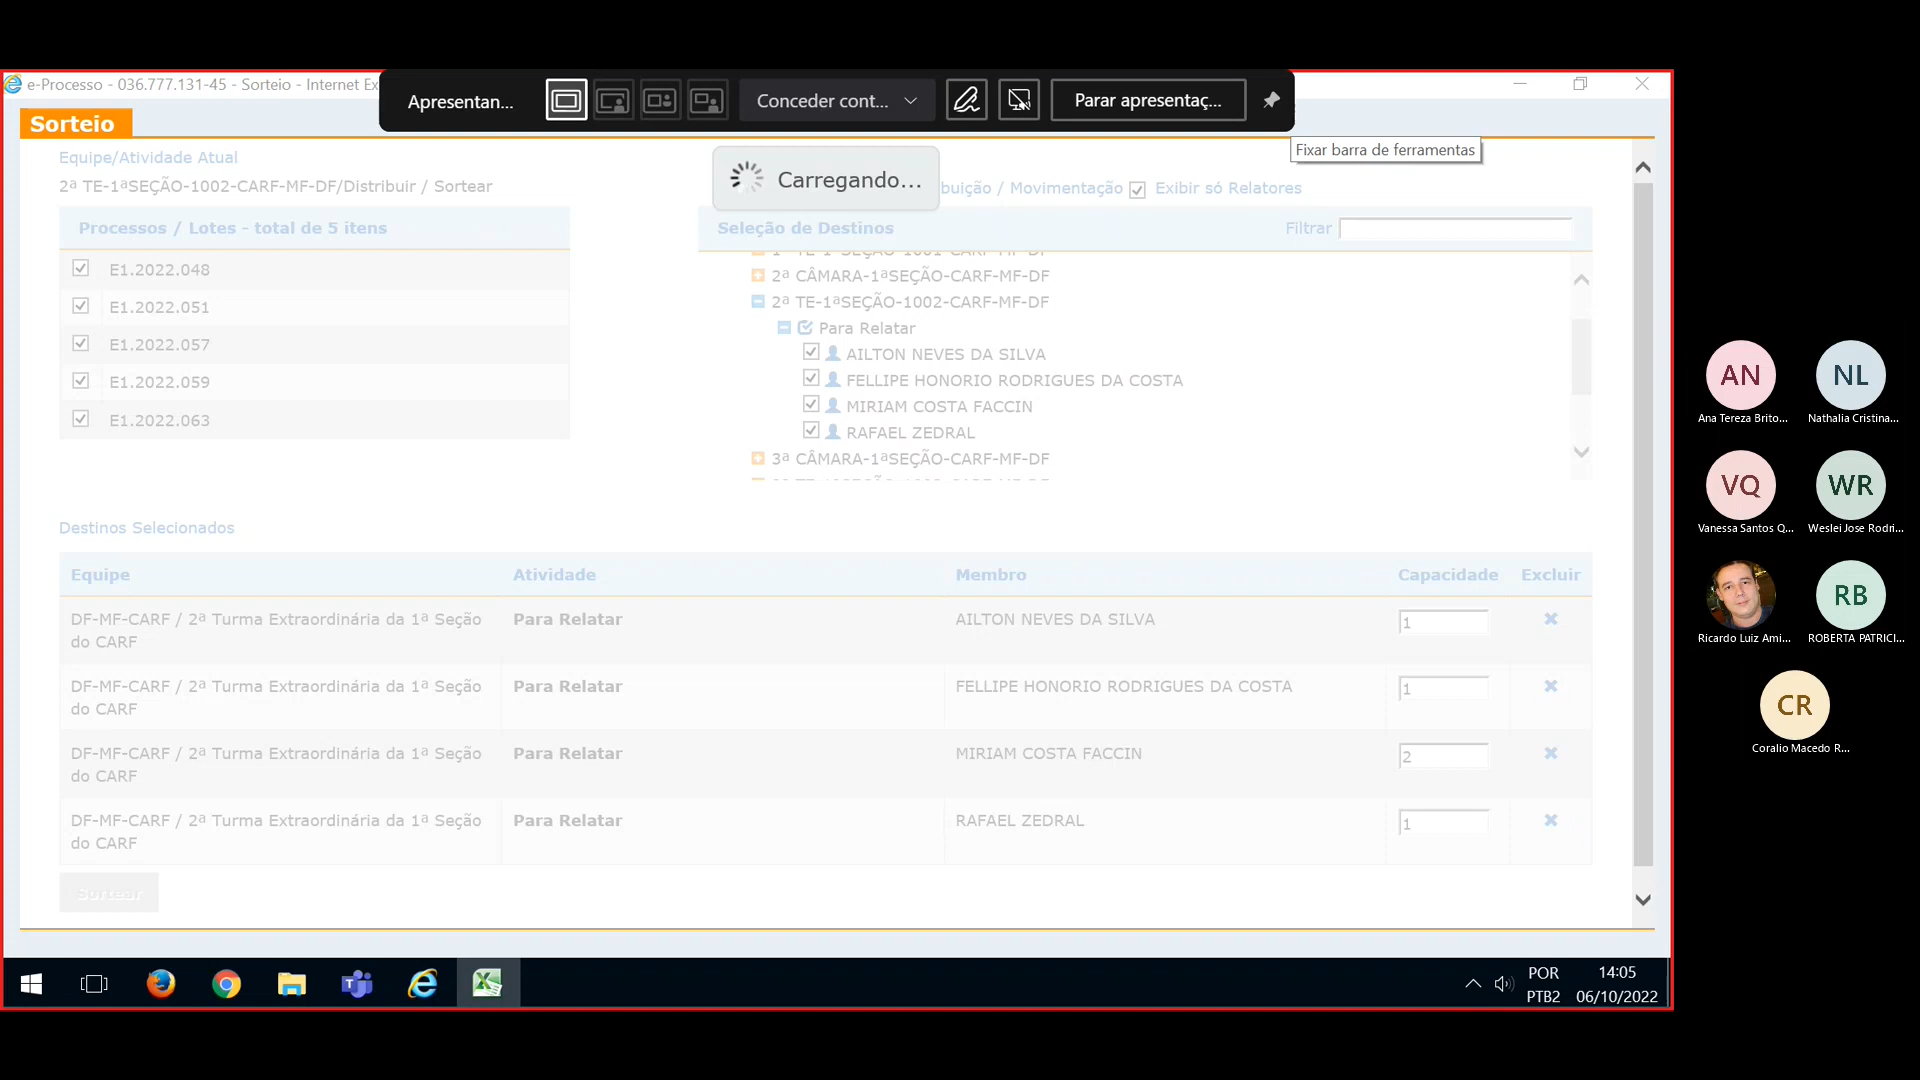 e-Processo - 036.777.131-45 - Sorteio - Internet Ex
Apresentan...
Conceder cont...
Parar apresentaç...
Fixar barra de ferramentas
Sorteio
Carregando...
Equipe/Atividade Atual
2ª TE-1ªSEÇÃO-1002-CARF-MF-DF/Distribuir / Sortear
buição / Movimentação
Exibir só Relatores
Processos / Lotes - total de 5 itens
E1.2022.048
E1.2022.051
E1.2022.057
E1.2022.059
E1.2022.063
Seleção de Destinos
Filtrar
1ª TE-1ªSEÇÃO-1001-CARF-MF-DF
2ª CÂMARA-1ªSEÇÃO-CARF-MF-DF
2ª TE-1ªSEÇÃO-1002-CARF-MF-DF
Para Relatar
AILTON NEVES DA SILVA
FELLIPE HONORIO RODRIGUES DA COSTA
MIRIAM COSTA FACCIN
RAFAEL ZEDRAL
3ª CÂMARA-1ªSEÇÃO-CARF-MF-DF
Destinos Selecionados
Equipe Atividade Membro Capacidade Excluir
DF-MF-CARF / 2ª Turma Extraordinária da 1ª Seção do CARF Para Relatar AILTON NEVES DA SILVA 1
DF-MF-CARF / 2ª Turma Extraordinária da 1ª Seção do CARF Para Relatar FELLIPE HONORIO RODRIGUES DA COSTA 1
DF-MF-CARF / 2ª Turma Extraordinária da 1ª Seção do CARF Para Relatar MIRIAM COSTA FACCIN 2
DF-MF-CARF / 2ª Turma Extraordinária da 1ª Seção do CARF Para Relatar RAFAEL ZEDRAL 1
Sortear
POR
PTB2
14:05
06/10/2022
AN
Ana Tereza Brito...
NL
Nathalia Cristina...
VQ
Vanessa Santos Q...
WR
Weslei Jose Rodri...
Ricardo Luiz Ami...
RB
ROBERTA PATRICI...
CR
Coralio Macedo R...